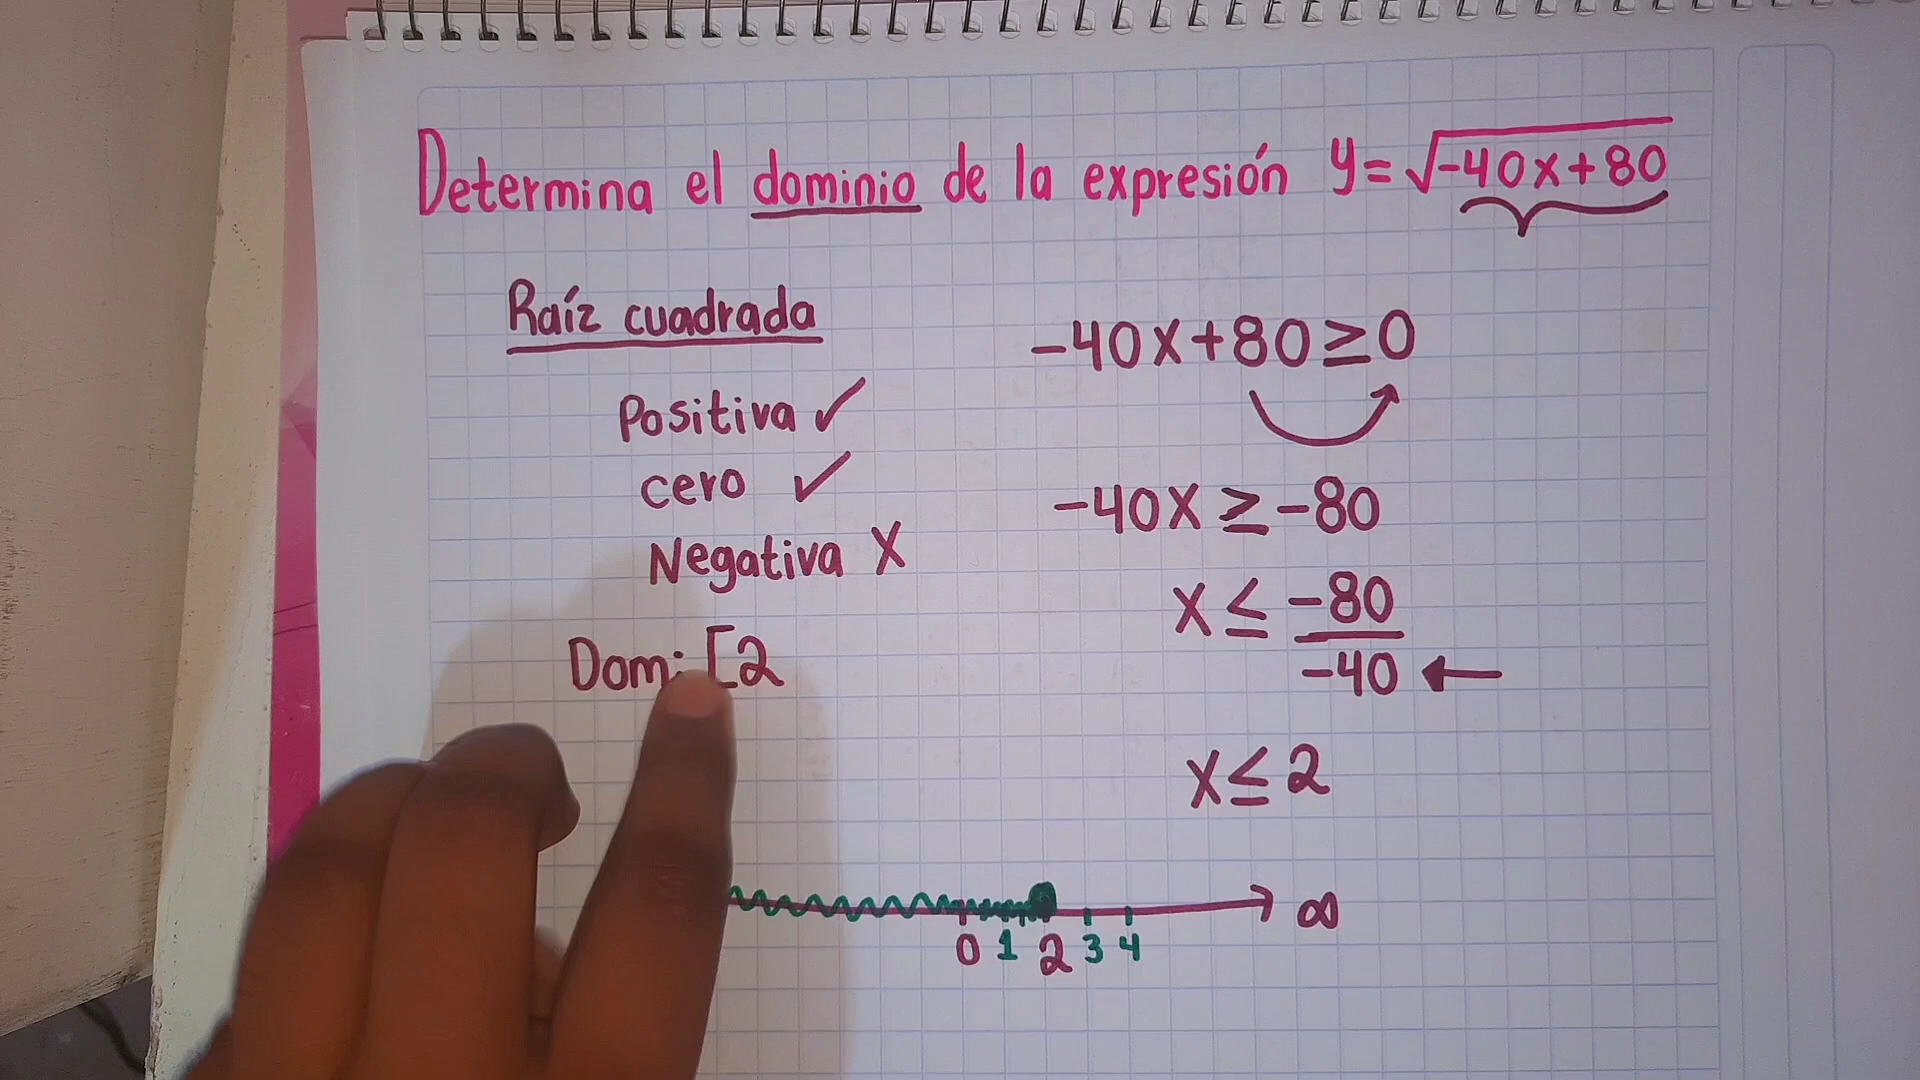 Determina el dominio de la expresión y=√-40x+80
Raíz cuadrada
Positiva ✓
cero ✓
Negativa X
Dom: [2
-40x+80≥0
-40x ≥ -80
x ≤ -80
-40 ←
x ≤ 2
0 1 2 3 4
∞